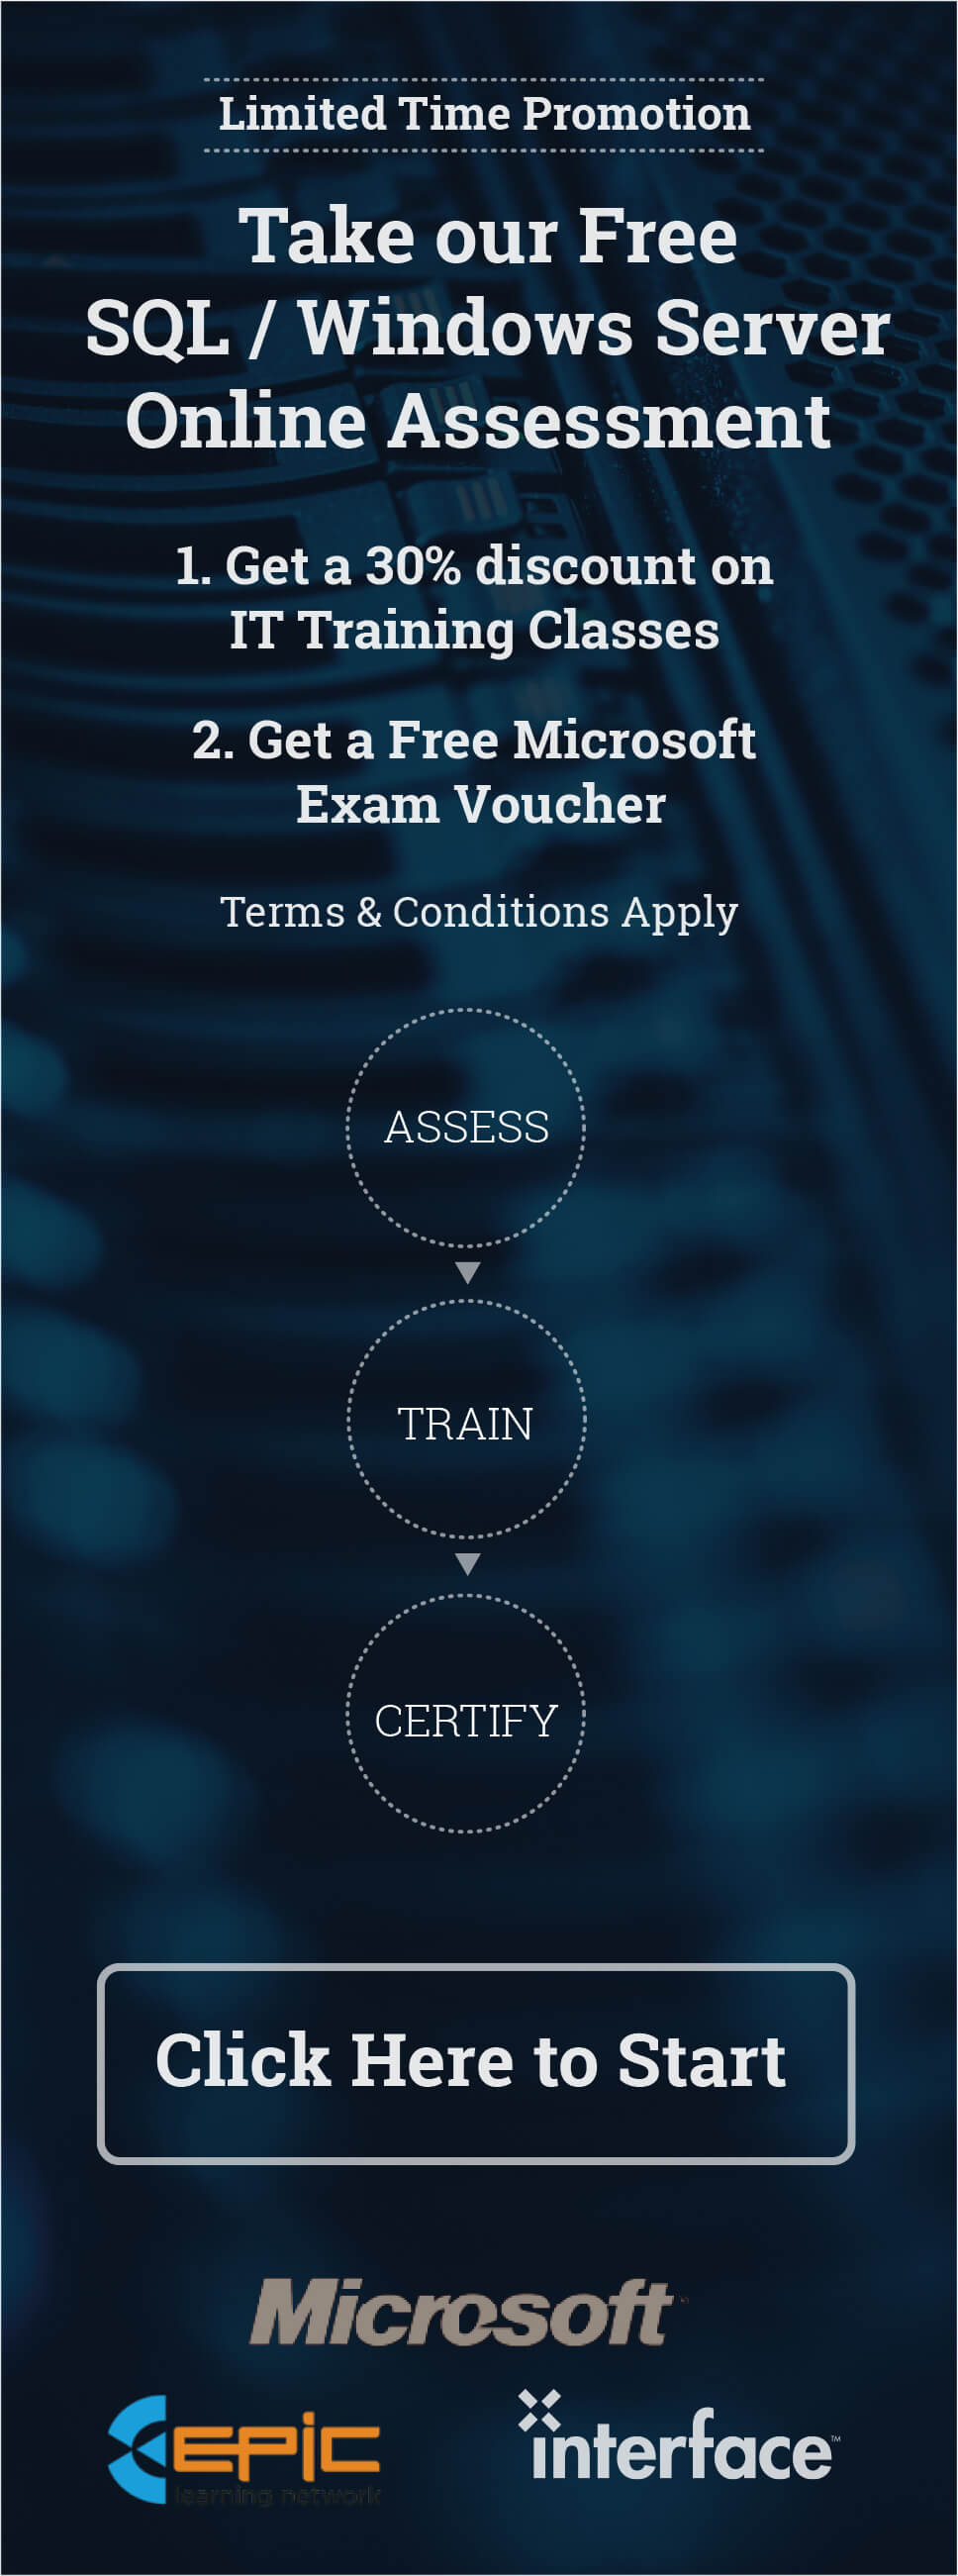 Limited Time Promotion
Take our Free
SQL / Windows Server
Online Assessment
1. Get a 30% discount on
IT Training Classes
2. Get a Free Microsoft
Exam Voucher
Terms & Conditions Apply
ASSESS
TRAIN
CERTIFY
Click Here to Start
Microsoft
EPIC
learning network
interface™